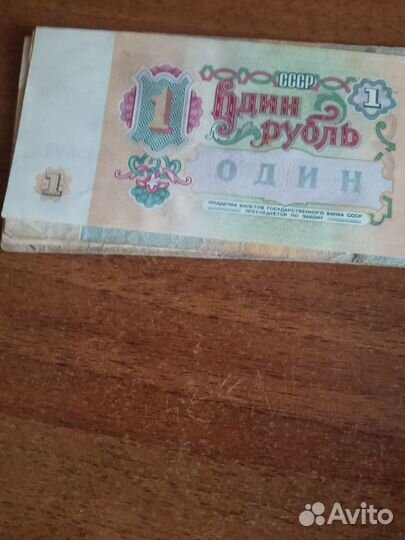 СССР
1 Один 1
рубль
ОДИН
1
ПОДДЕЛКА БИЛЕТОВ ГОСУДАРСТВЕННОГО БАНКА СССР
ПРЕСЛЕДУЕТСЯ ПО ЗАКОНУ
Avito